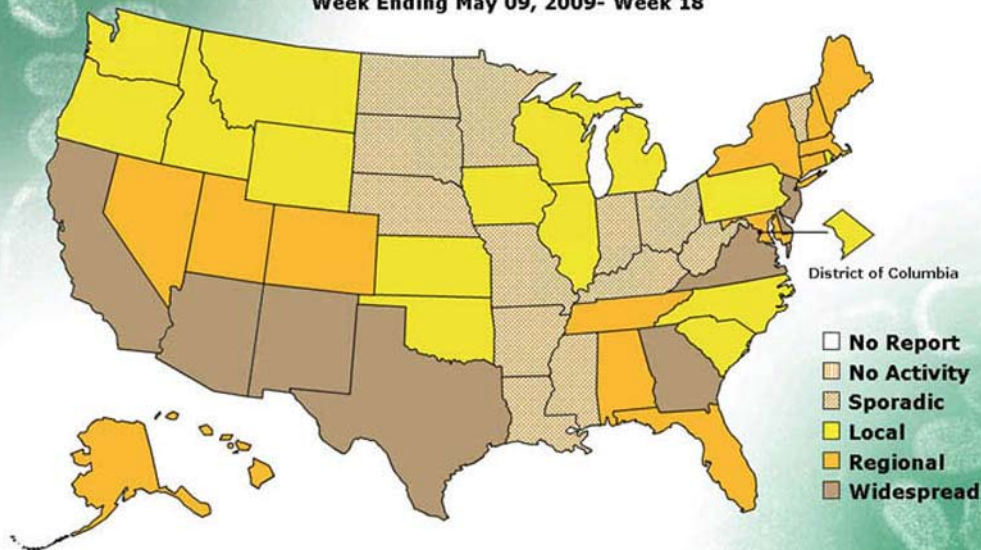 Week Ending May 09, 2009- Week 18
District of Columbia
No Report
No Activity
Sporadic
Local
Regional
Widespread